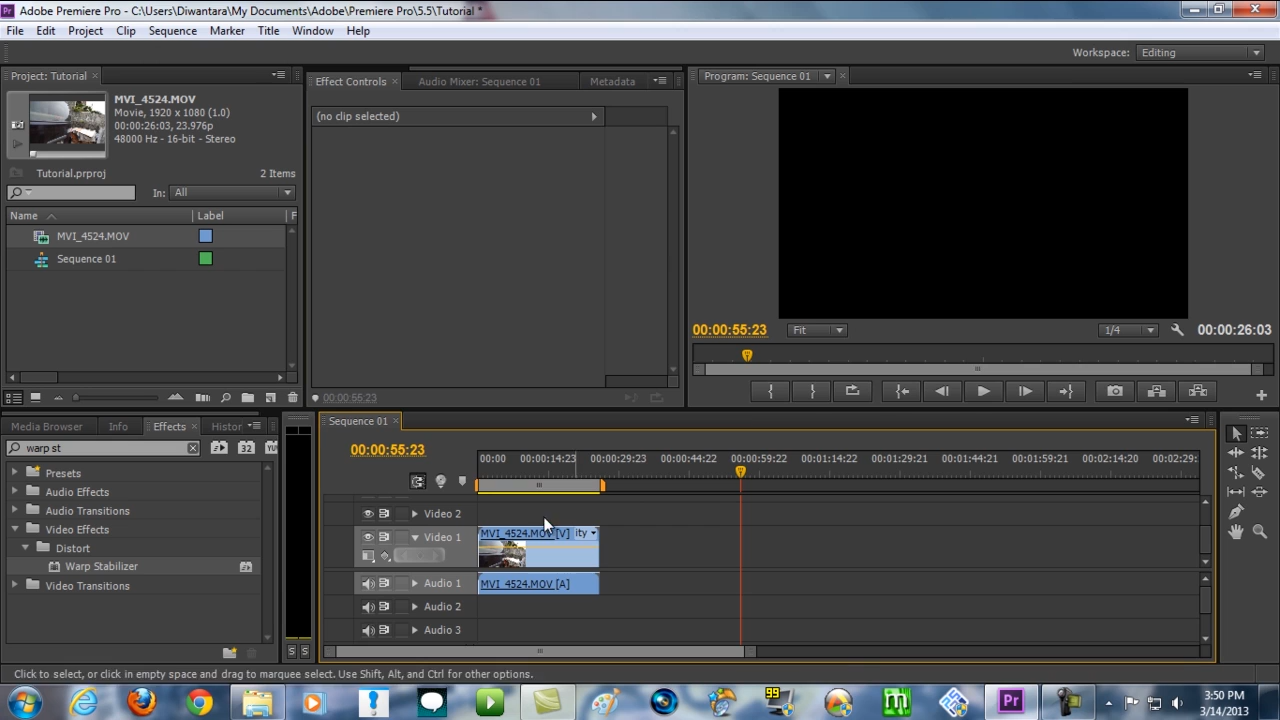 Adobe Premiere Pro - C:\Users\Diwantara\My Documents\Adobe\Premiere Pro\5.5\Tutorial *
File Edit Project Clip Sequence Marker Title Window Help
Workspace: Editing
Project: Tutorial
Effect Controls Audio Mixer: Sequence 01 Metadata
Program: Sequence 01
MVI_4524.MOV
Movie, 1920 x 1080 (1.0)
00:00:26:03, 23.976p
48000 Hz - 16-bit - Stereo
(no clip selected)
Tutorial.prproj 2 Items
In: All
Name Label F
MVI_4524.MOV
Sequence 01
00:00:55:23 Fit 1/4 00:00:26:03
00:00:55:23
Media Browser Info Effects Histor
Sequence 01
warp st
32
YU
Presets
Audio Effects
Audio Transitions
Video Effects
Distort
Warp Stabilizer
Video Transitions
00:00:55:23
00:00 00:00:14:23 00:00:29:23 00:00:44:22 00:00:59:22 00:01:14:22 00:01:29:21 00:01:44:21 00:01:59:21 00:02:14:20 00:02:29:
Video 2
Video 1
MVI_4524.MOV [V] ity
Audio 1
MVI_4524.MOV [A]
Audio 2
Audio 3
S S
Click to select, or click in empty space and drag to marquee select. Use Shift, Alt, and Ctrl for other options.
99
Pr
3:50 PM
3/14/2013